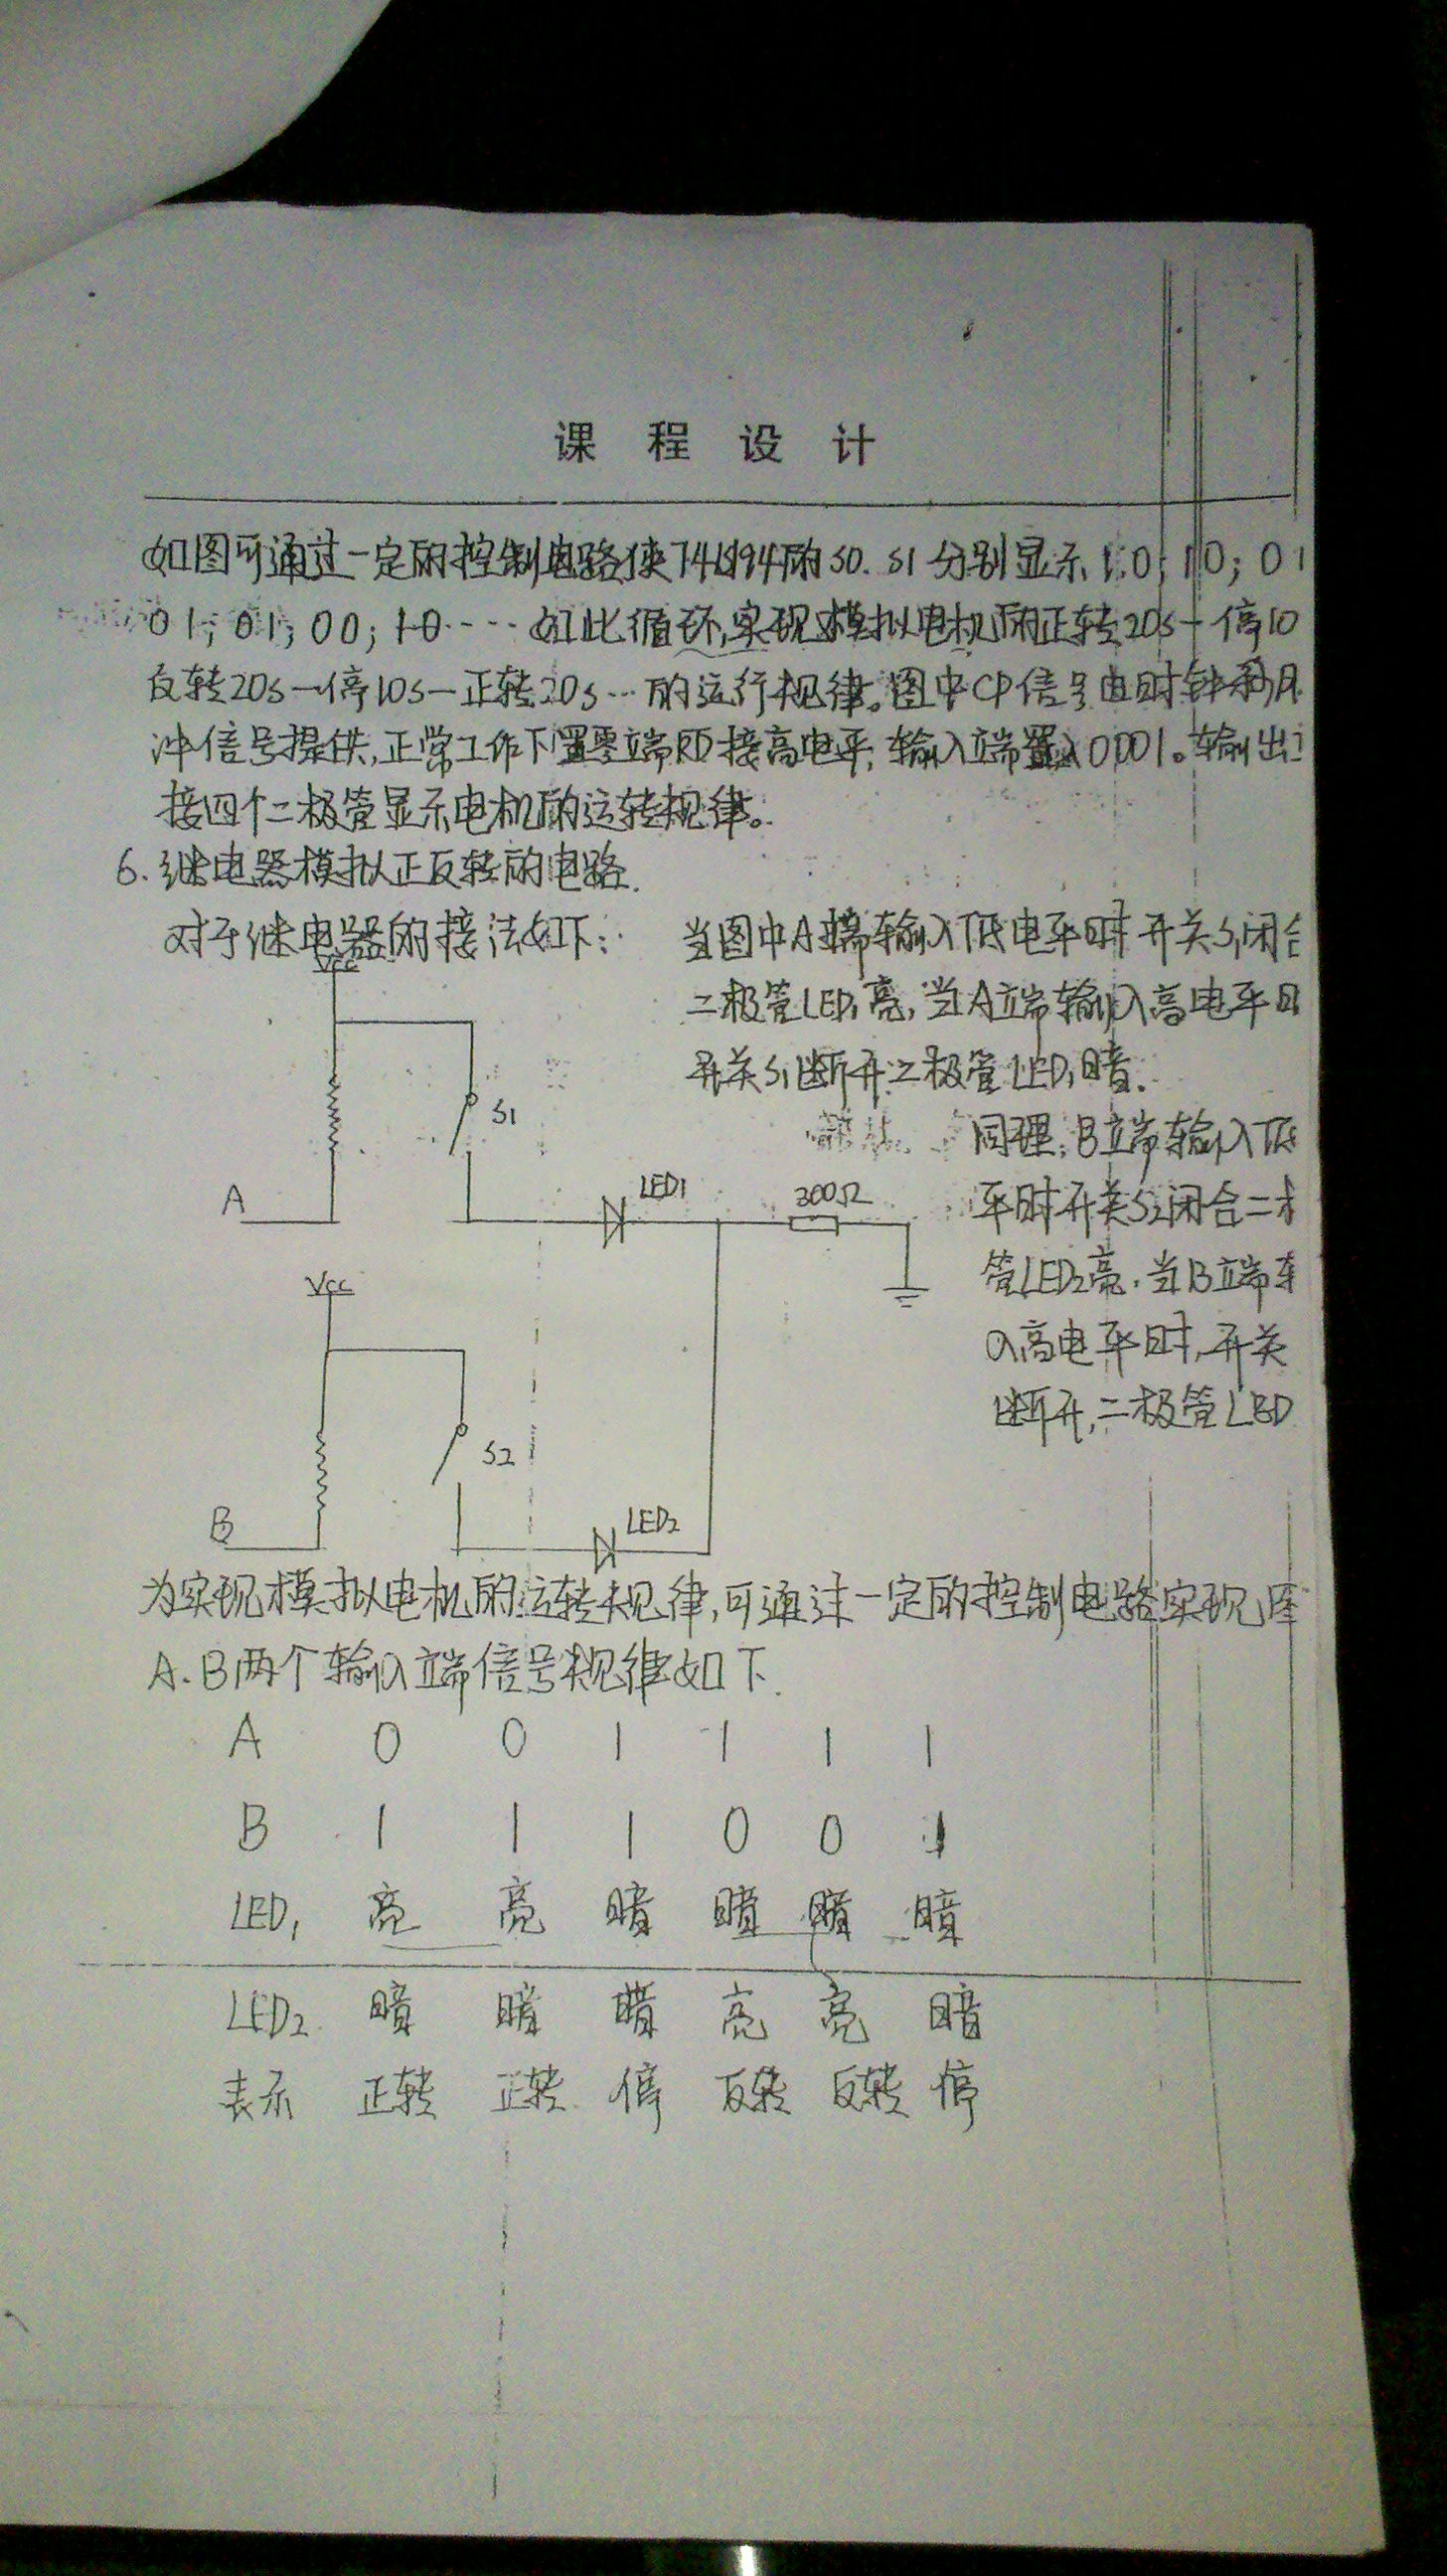 课程设计
如图可通过一定的控制电路使74LS194的S0.S1分别显示1.0;10;01
01;01;00;10····如此循环,实现模拟电机的正转20s—停10
反转20s—停10s—正转20s…的运行规律。图中CP信号由时钟秒脉
冲信号提供,正常工作下置零端RD接高电平,输入端置入0001。输出
接四个二极管显示电机的运转规律。
6.继电器模拟正反转的电路.
对于继电器的接法如下:
当图中A端输入低电平时开关S1闭合
二极管LED1亮,当A端输入高电平时
开关S1断开二极管LED1暗.
同理:B端输入低
平时开关S2闭合二极
管LED2亮.当B端输
入高电平时,开关
断开,二极管LED
Vcc
S1
A
LED1
300Ω
Vcc
S2
B
LED2
为实现模拟电机的运转规律,可通过一定的控制电路实现
A.B两个输入端信号规律如下.
A 0 0 1 1 1 1
B 1 1 1 0 0 1
LED1 亮 亮 暗 暗 暗 暗
LED2 暗 暗 暗 亮 亮 暗
表示 正转 正转 停 反转 反转 停